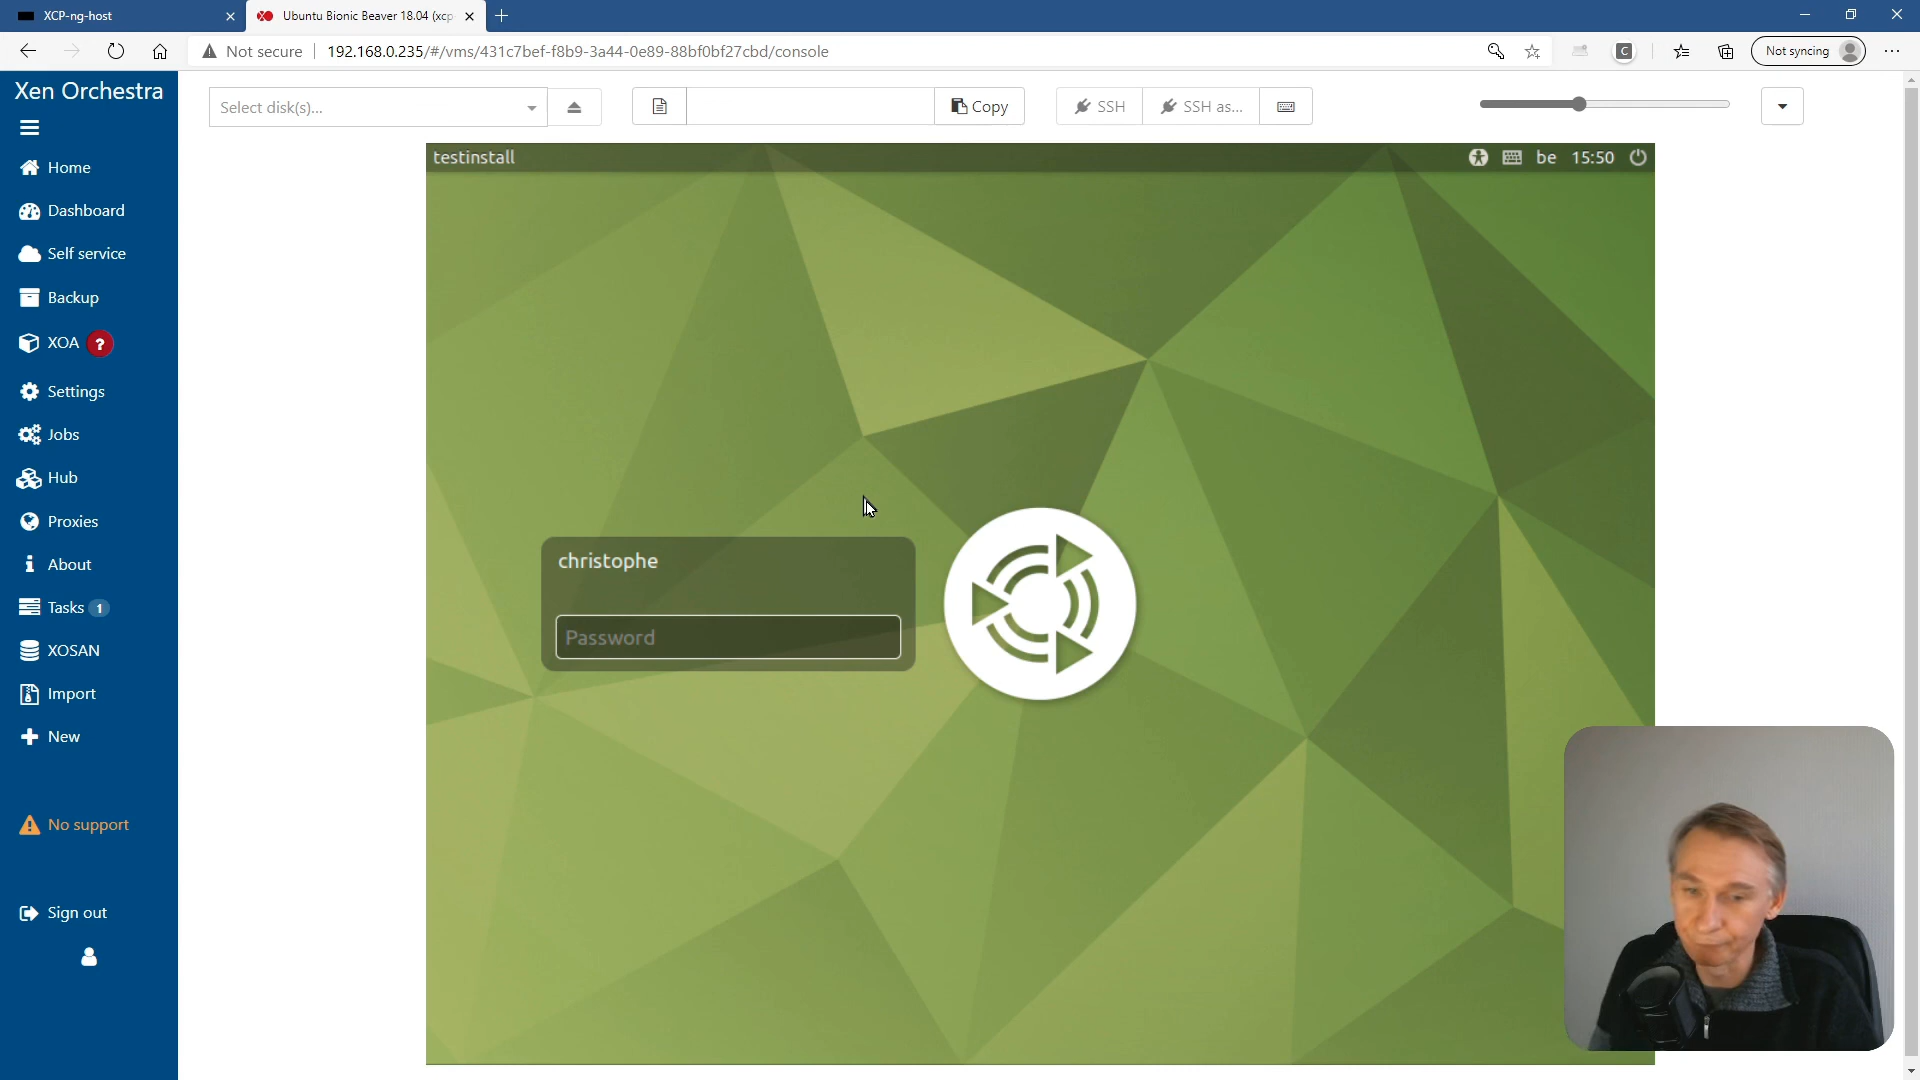 XCP-ng-host
Ubuntu Bionic Beaver 18.04 (xcp
Not secure
192.168.0.235/#/vms/431c7bef-f8b9-3a44-0e89-88bf0bf27cbd/console
C
Not syncing
Xen Orchestra
Select disk(s)...
Copy
SSH
SSH as...
Home
Dashboard
Self service
Backup
XOA ?
Settings
Jobs
Hub
Proxies
About
Tasks 1
XOSAN
Import
New
No support
Sign out
testinstall
be 15:50
christophe
Password